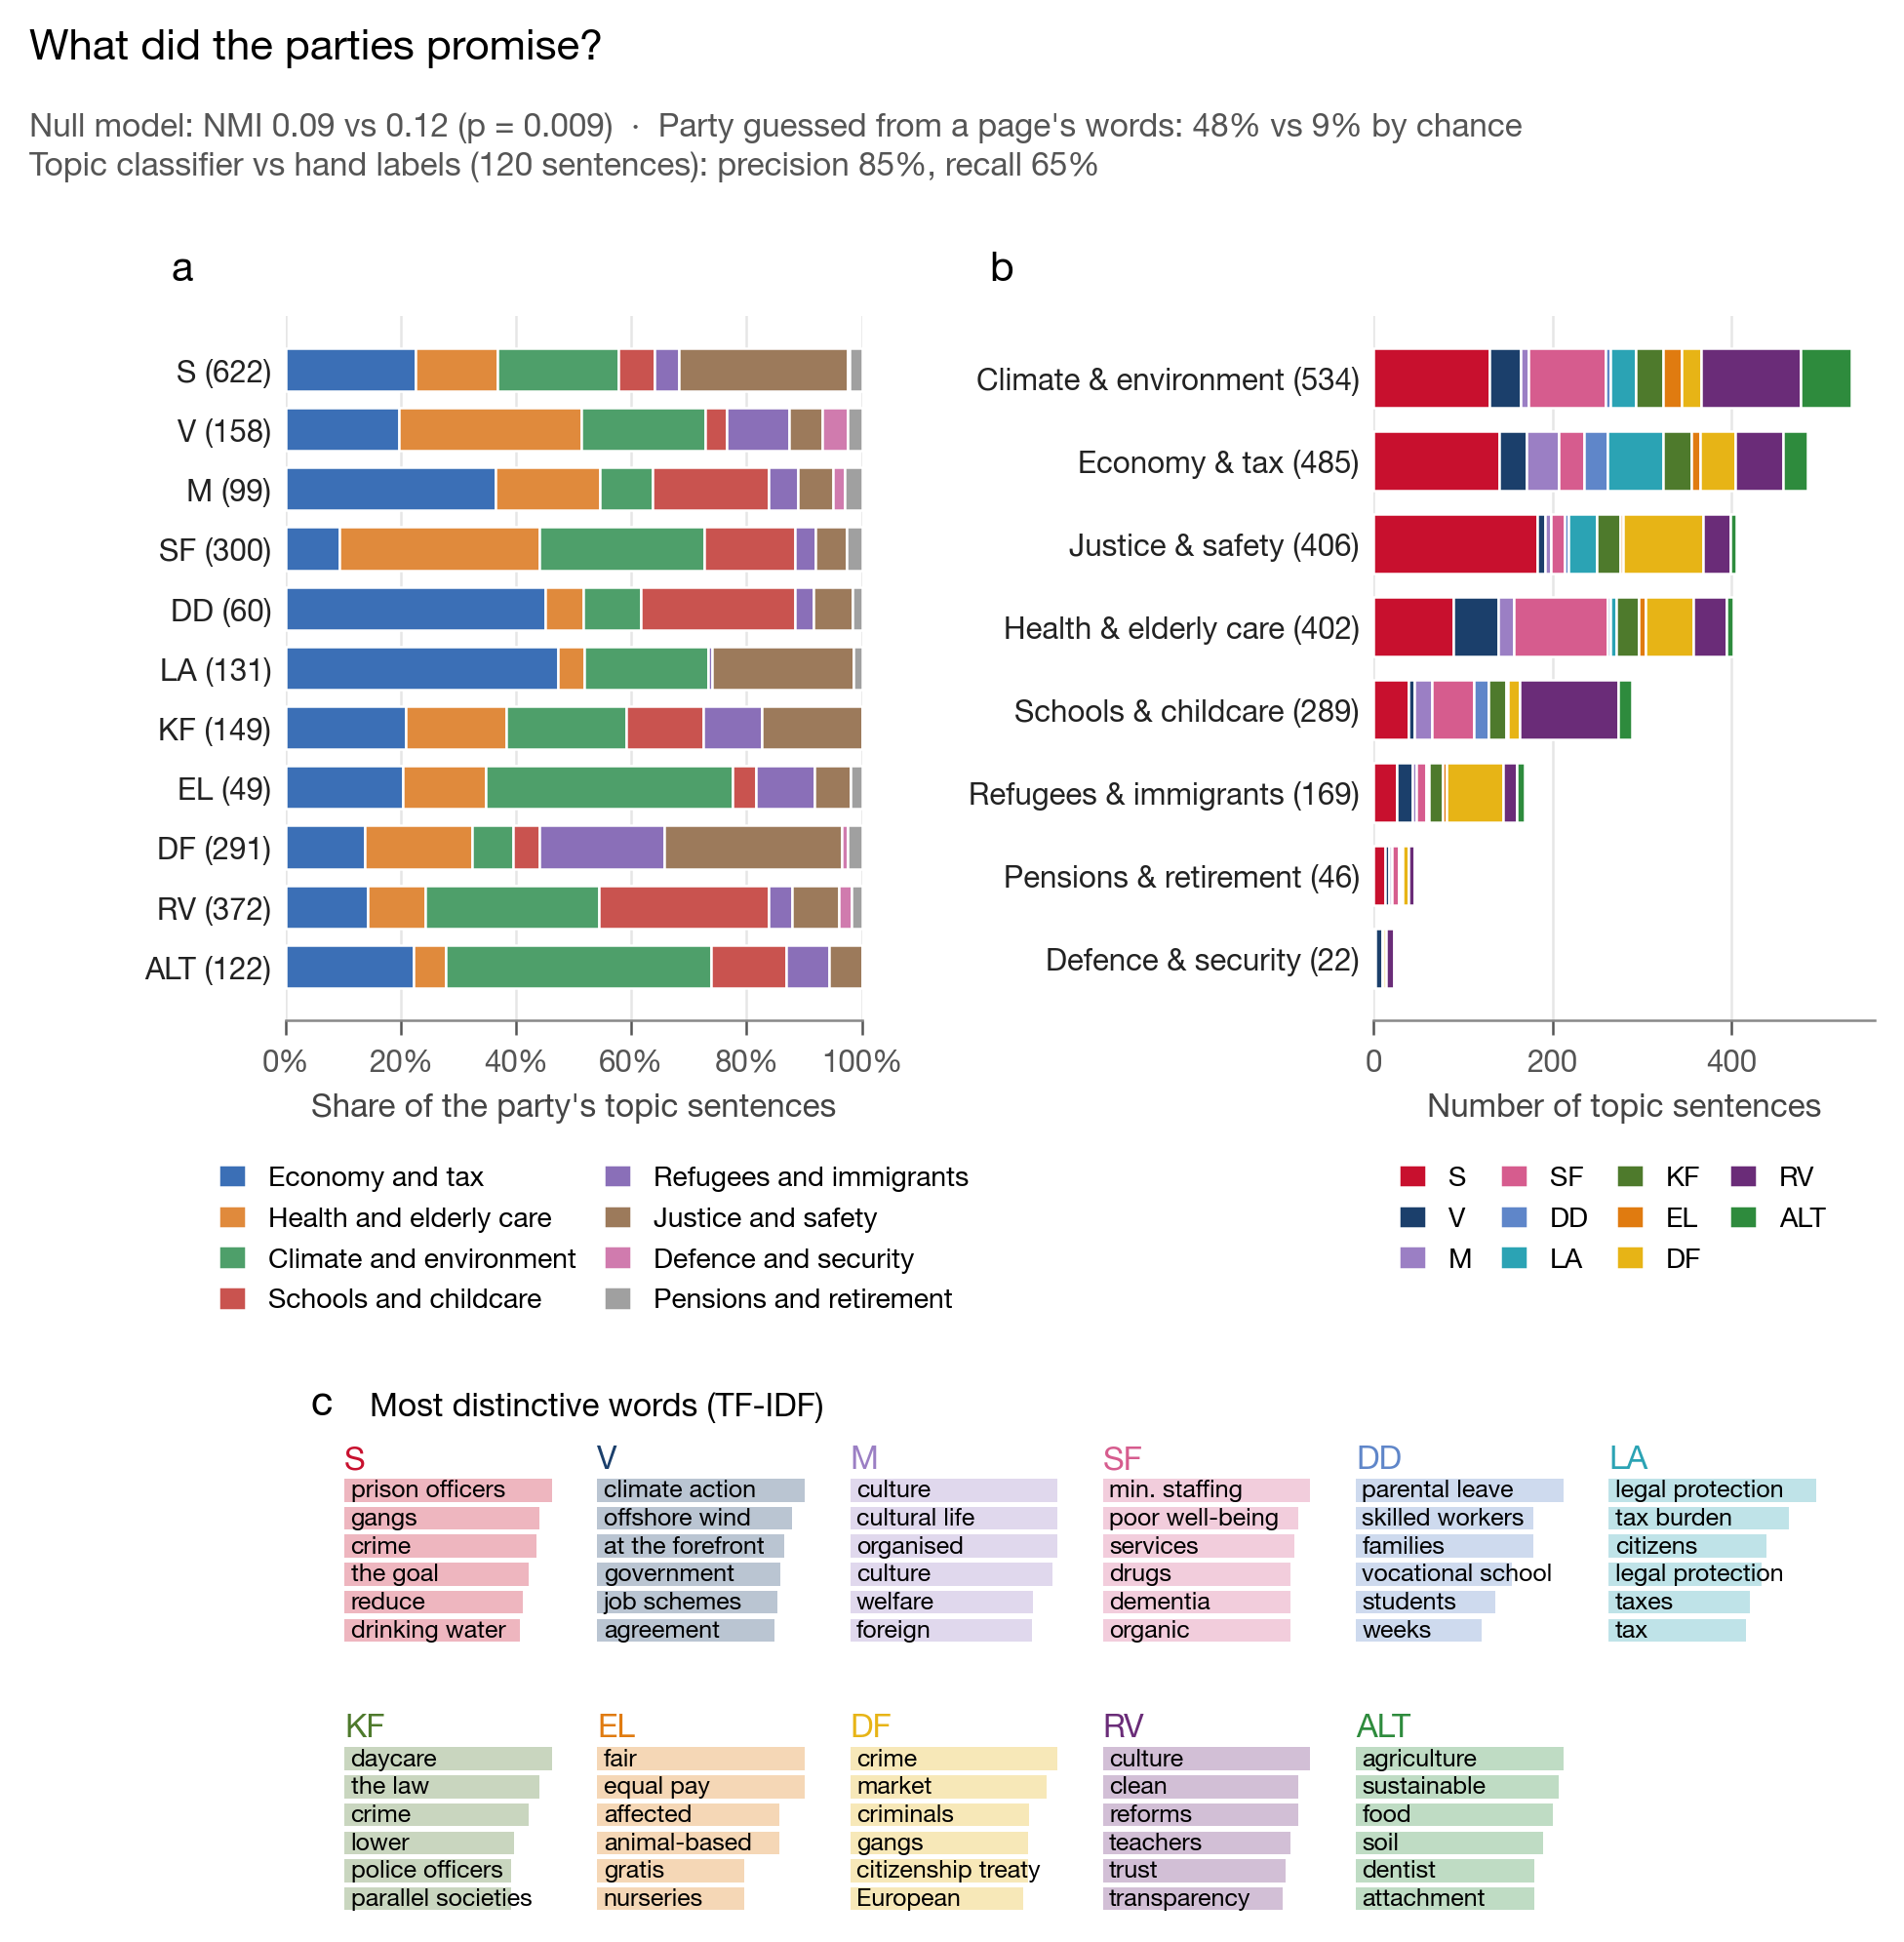 What did the parties promise?
Null model: NMI 0.09 vs 0.12 (p = 0.009)  ·  Party guessed from a page's words: 48% vs 9% by chance
Topic classifier vs hand labels (120 sentences): precision 85%, recall 65%
a
S (622)
V (158)
M (99)
SF (300)
DD (60)
LA (131)
KF (149)
EL (49)
DF (291)
RV (372)
ALT (122)
0% 20% 40% 60% 80% 100%
Share of the party's topic sentences
Economy and tax
Health and elderly care
Climate and environment
Schools and childcare
Refugees and immigrants
Justice and safety
Defence and security
Pensions and retirement
b
Climate & environment (534)
Economy & tax (485)
Justice & safety (406)
Health & elderly care (402)
Schools & childcare (289)
Refugees & immigrants (169)
Pensions & retirement (46)
Defence & security (22)
0 200 400
Number of topic sentences
S
V
M
SF
DD
LA
KF
EL
DF
RV
ALT
c Most distinctive words (TF-IDF)
S
prison officers
gangs
crime
the goal
reduce
drinking water
V
climate action
offshore wind
at the forefront
government
job schemes
agreement
M
culture
cultural life
organised
culture
welfare
foreign
SF
min. staffing
poor well-being
services
drugs
dementia
organic
DD
parental leave
skilled workers
families
vocational school
students
weeks
LA
legal protection
tax burden
citizens
legal protection
taxes
tax
KF
daycare
the law
crime
lower
police officers
parallel societies
EL
fair
equal pay
affected
animal-based
gratis
nurseries
DF
crime
market
criminals
gangs
citizenship treaty
European
RV
culture
clean
reforms
teachers
trust
transparency
ALT
agriculture
sustainable
food
soil
dentist
attachment